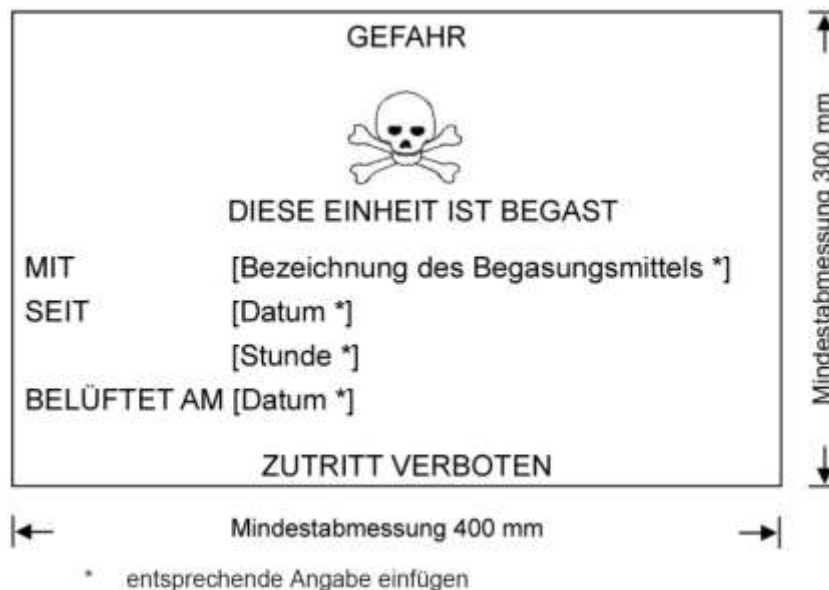 GEFAHR
DIESE EINHEIT IST BEGAST
MIT [Bezeichnung des Begasungsmittels *]
SEIT [Datum *]
[Stunde *]
BELÜFTET AM [Datum *]
ZUTRITT VERBOTEN
Mindestabmessung 300 mm
Mindestabmessung 400 mm
* entsprechende Angabe einfügen